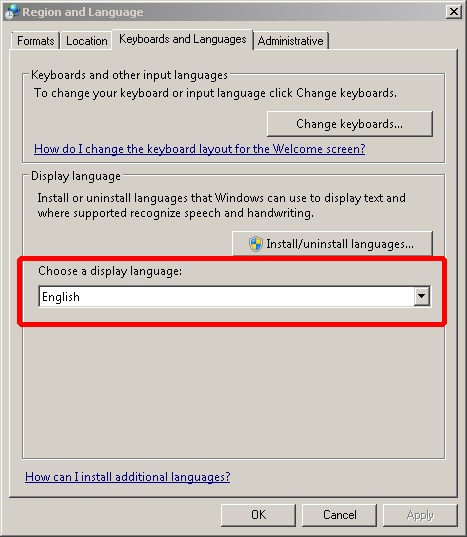 Region and Language
Formats
Location
Keyboards and Languages
Administrative
Keyboards and other input languages
To change your keyboard or input language click Change keyboards.
Change keyboards...
How do I change the keyboard layout for the Welcome screen?
Display language
Install or uninstall languages that Windows can use to display text and
where supported recognize speech and handwriting.
Install/uninstall languages...
Choose a display language:
English
How can I install additional languages?
OK
Cancel
Apply